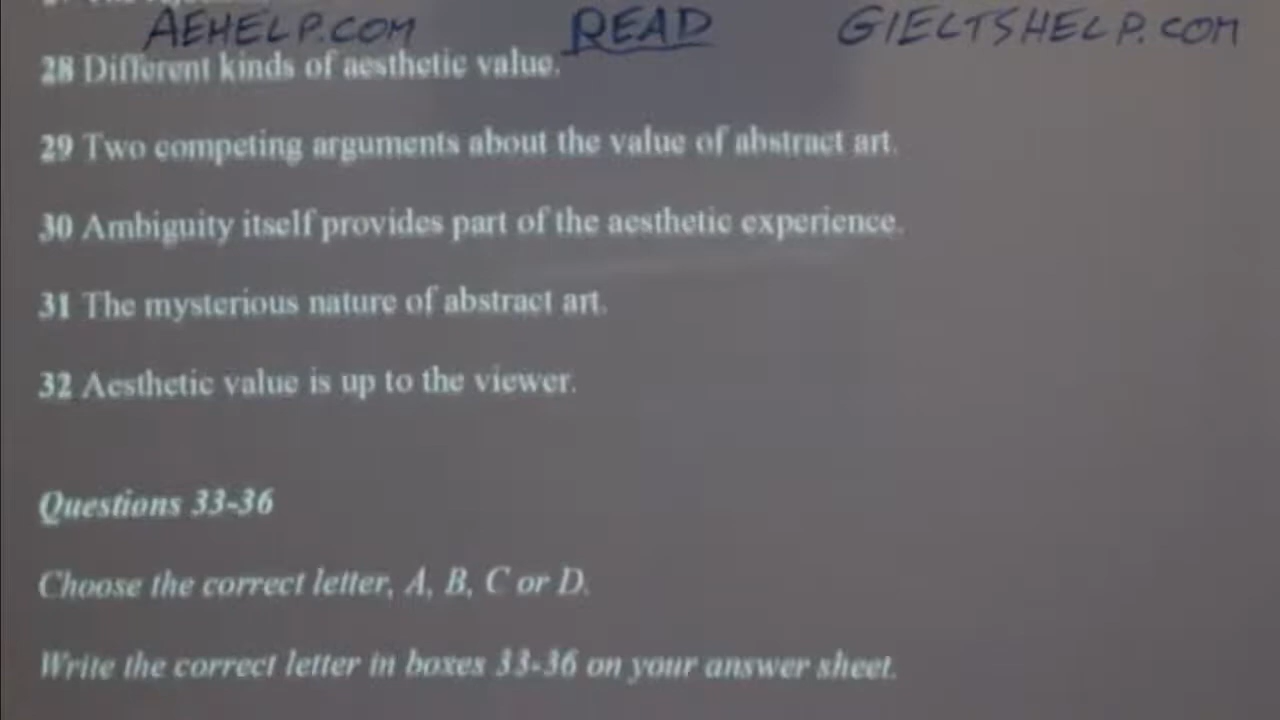 AEHELP.COM READ GIELTSHELP.COM
28 Different kinds of aesthetic value.
29 Two competing arguments about the value of abstract art.
30 Ambiguity itself provides part of the aesthetic experience.
31 The mysterious nature of abstract art.
32 Aesthetic value is up to the viewer.
Questions 33-36
Choose the correct letter, A, B, C or D.
Write the correct letter in boxes 33-36 on your answer sheet.